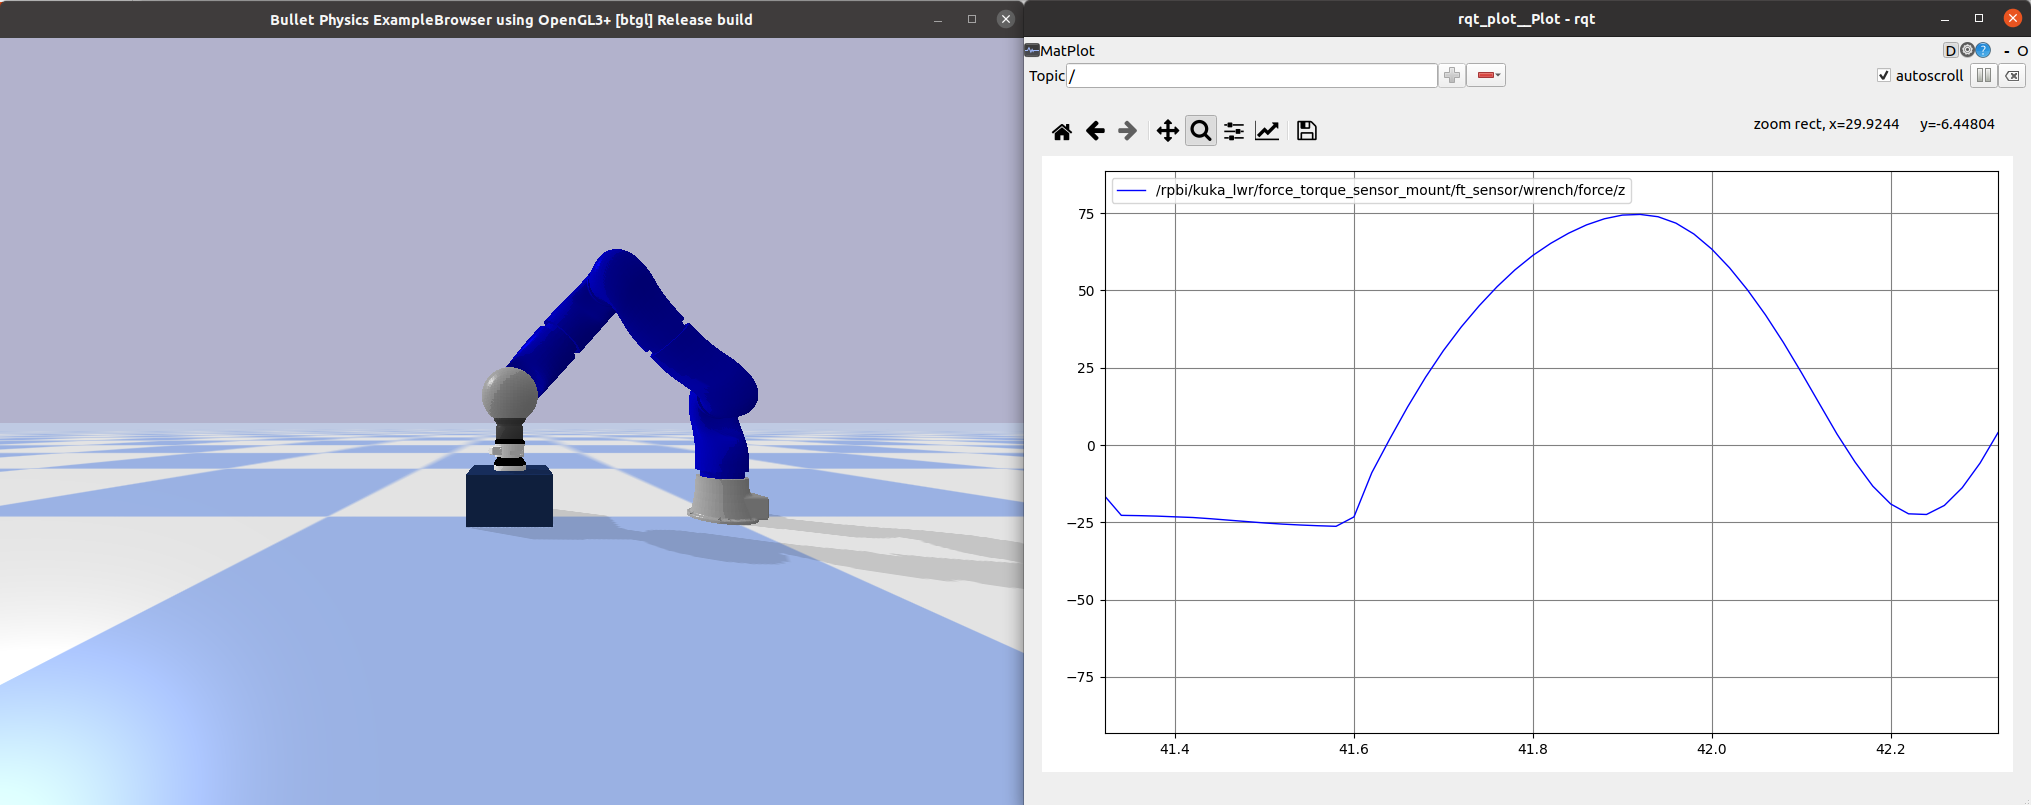 Bullet Physics ExampleBrowser using OpenGL3+ [btgl] Release build
rqt_plot__Plot - rqt
MatPlot
D ? - O
Topic /
autoscroll
zoom rect, x=29.9244 y=-6.44804
/rpbi/kuka_lwr/force_torque_sensor_mount/ft_sensor/wrench/force/z
75
50
25
0
−25
−50
−75
41.4 41.6 41.8 42.0 42.2